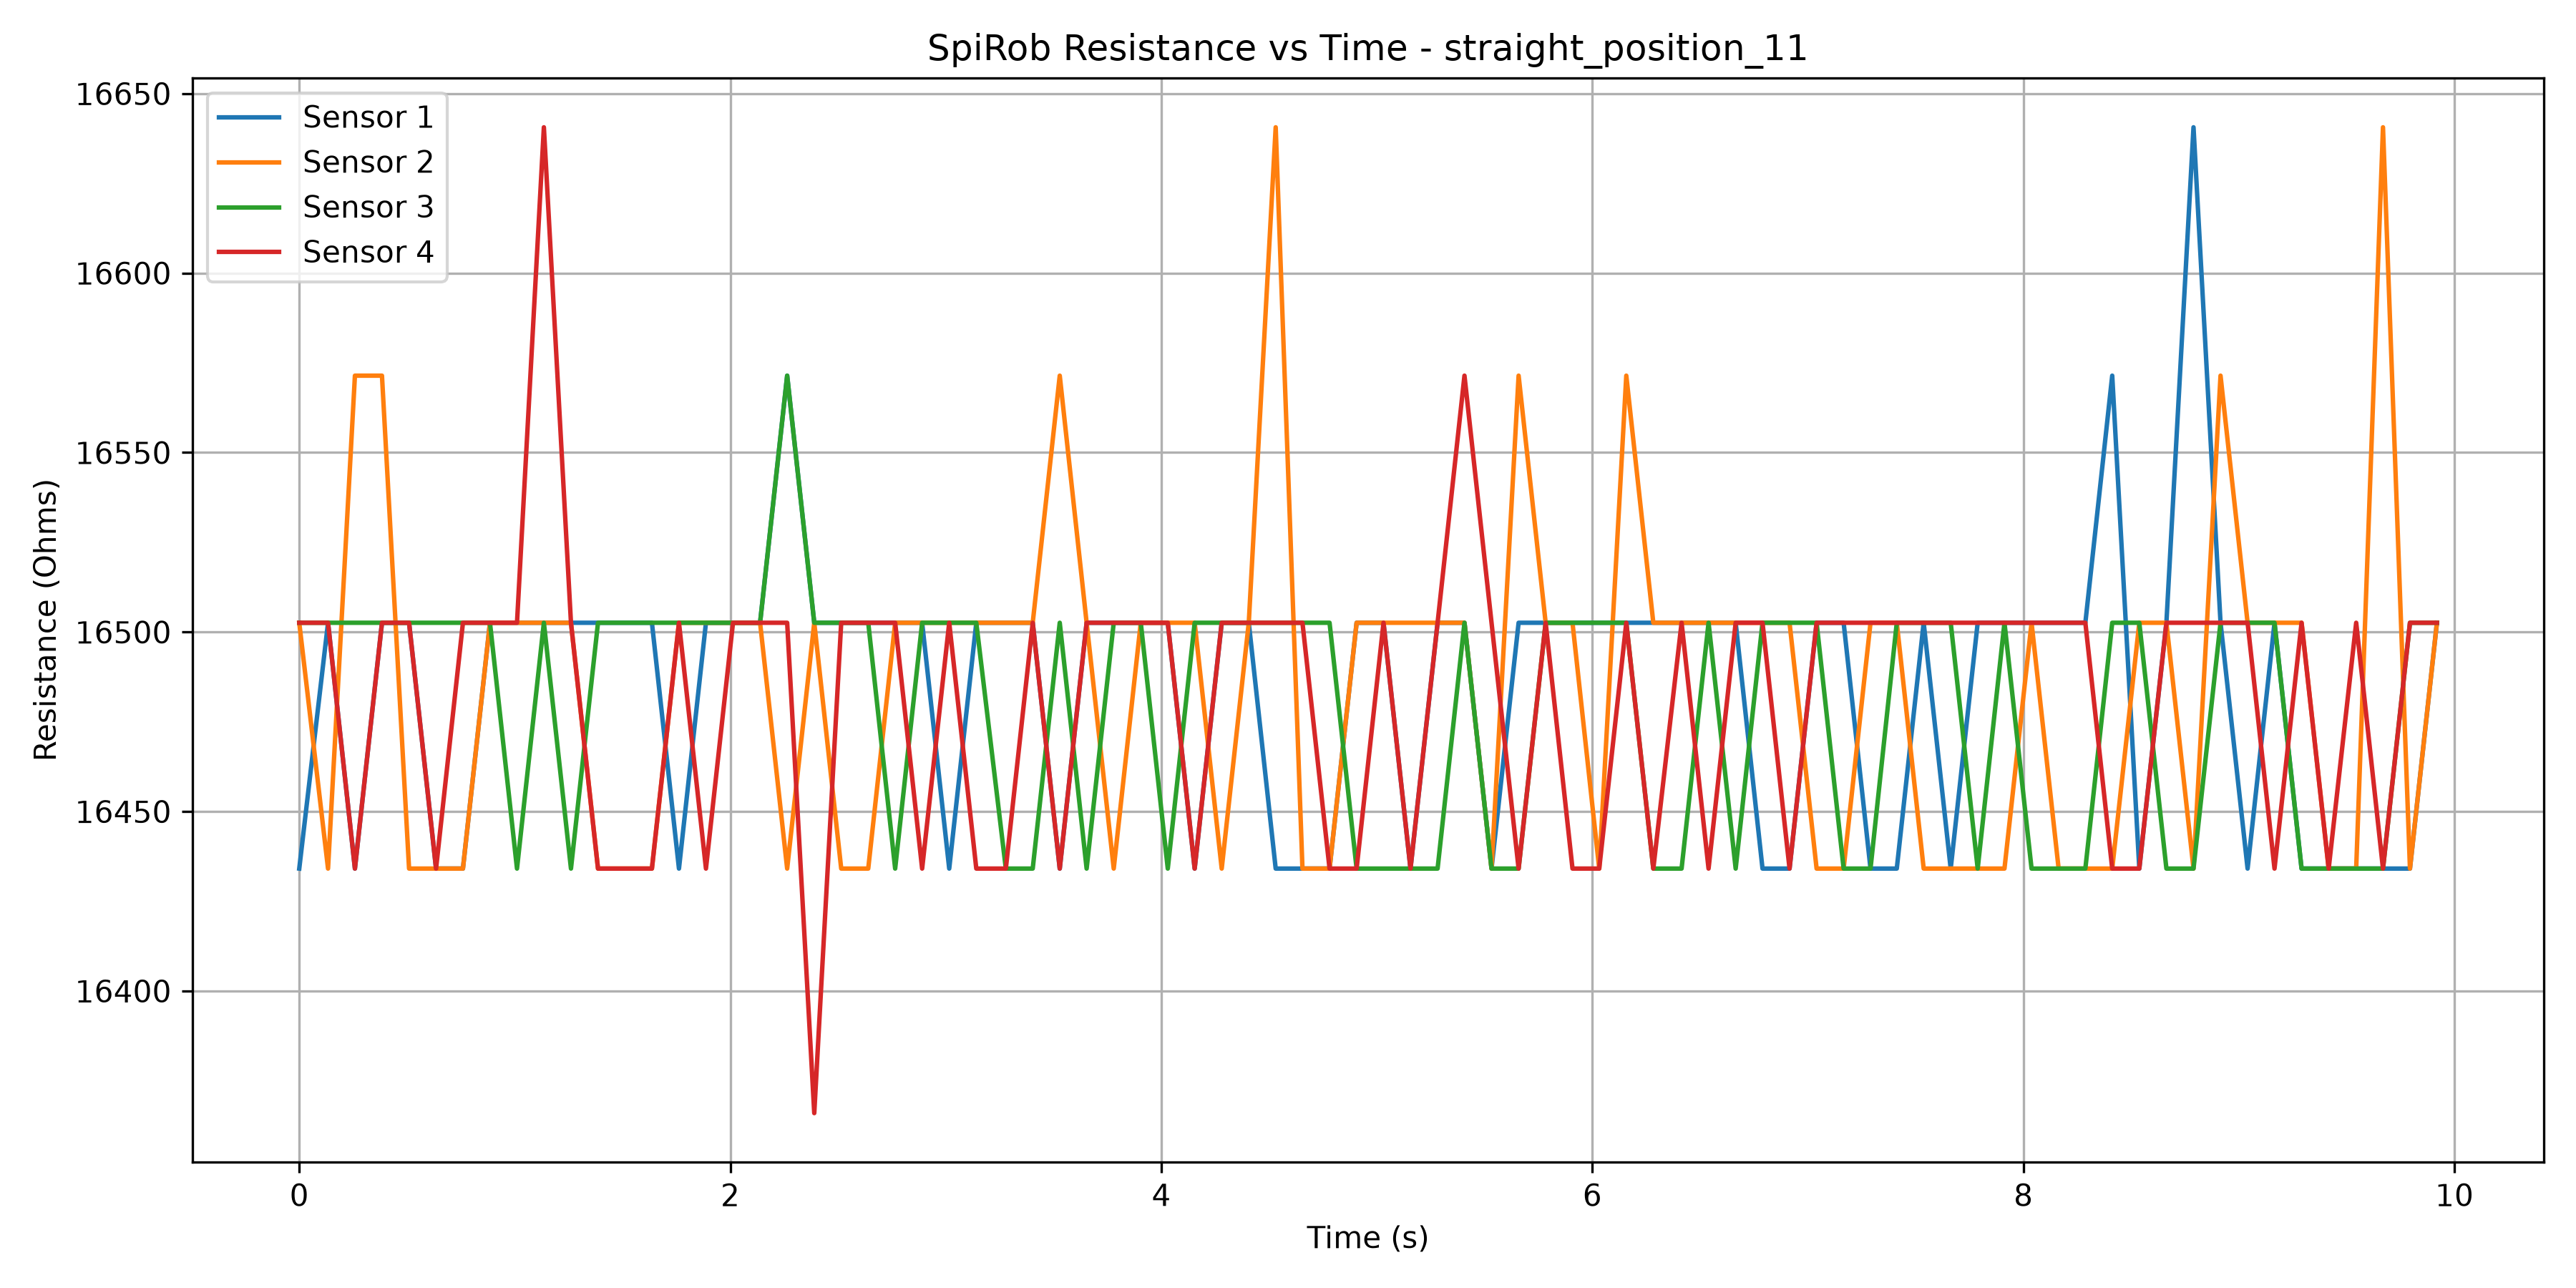 SpiRob Resistance vs Time - straight_position_11
Sensor 1
Sensor 2
Sensor 3
Sensor 4
Resistance (Ohms)
16650
16600
16550
16500
16450
16400
0 2 4 6 8 10
Time (s)